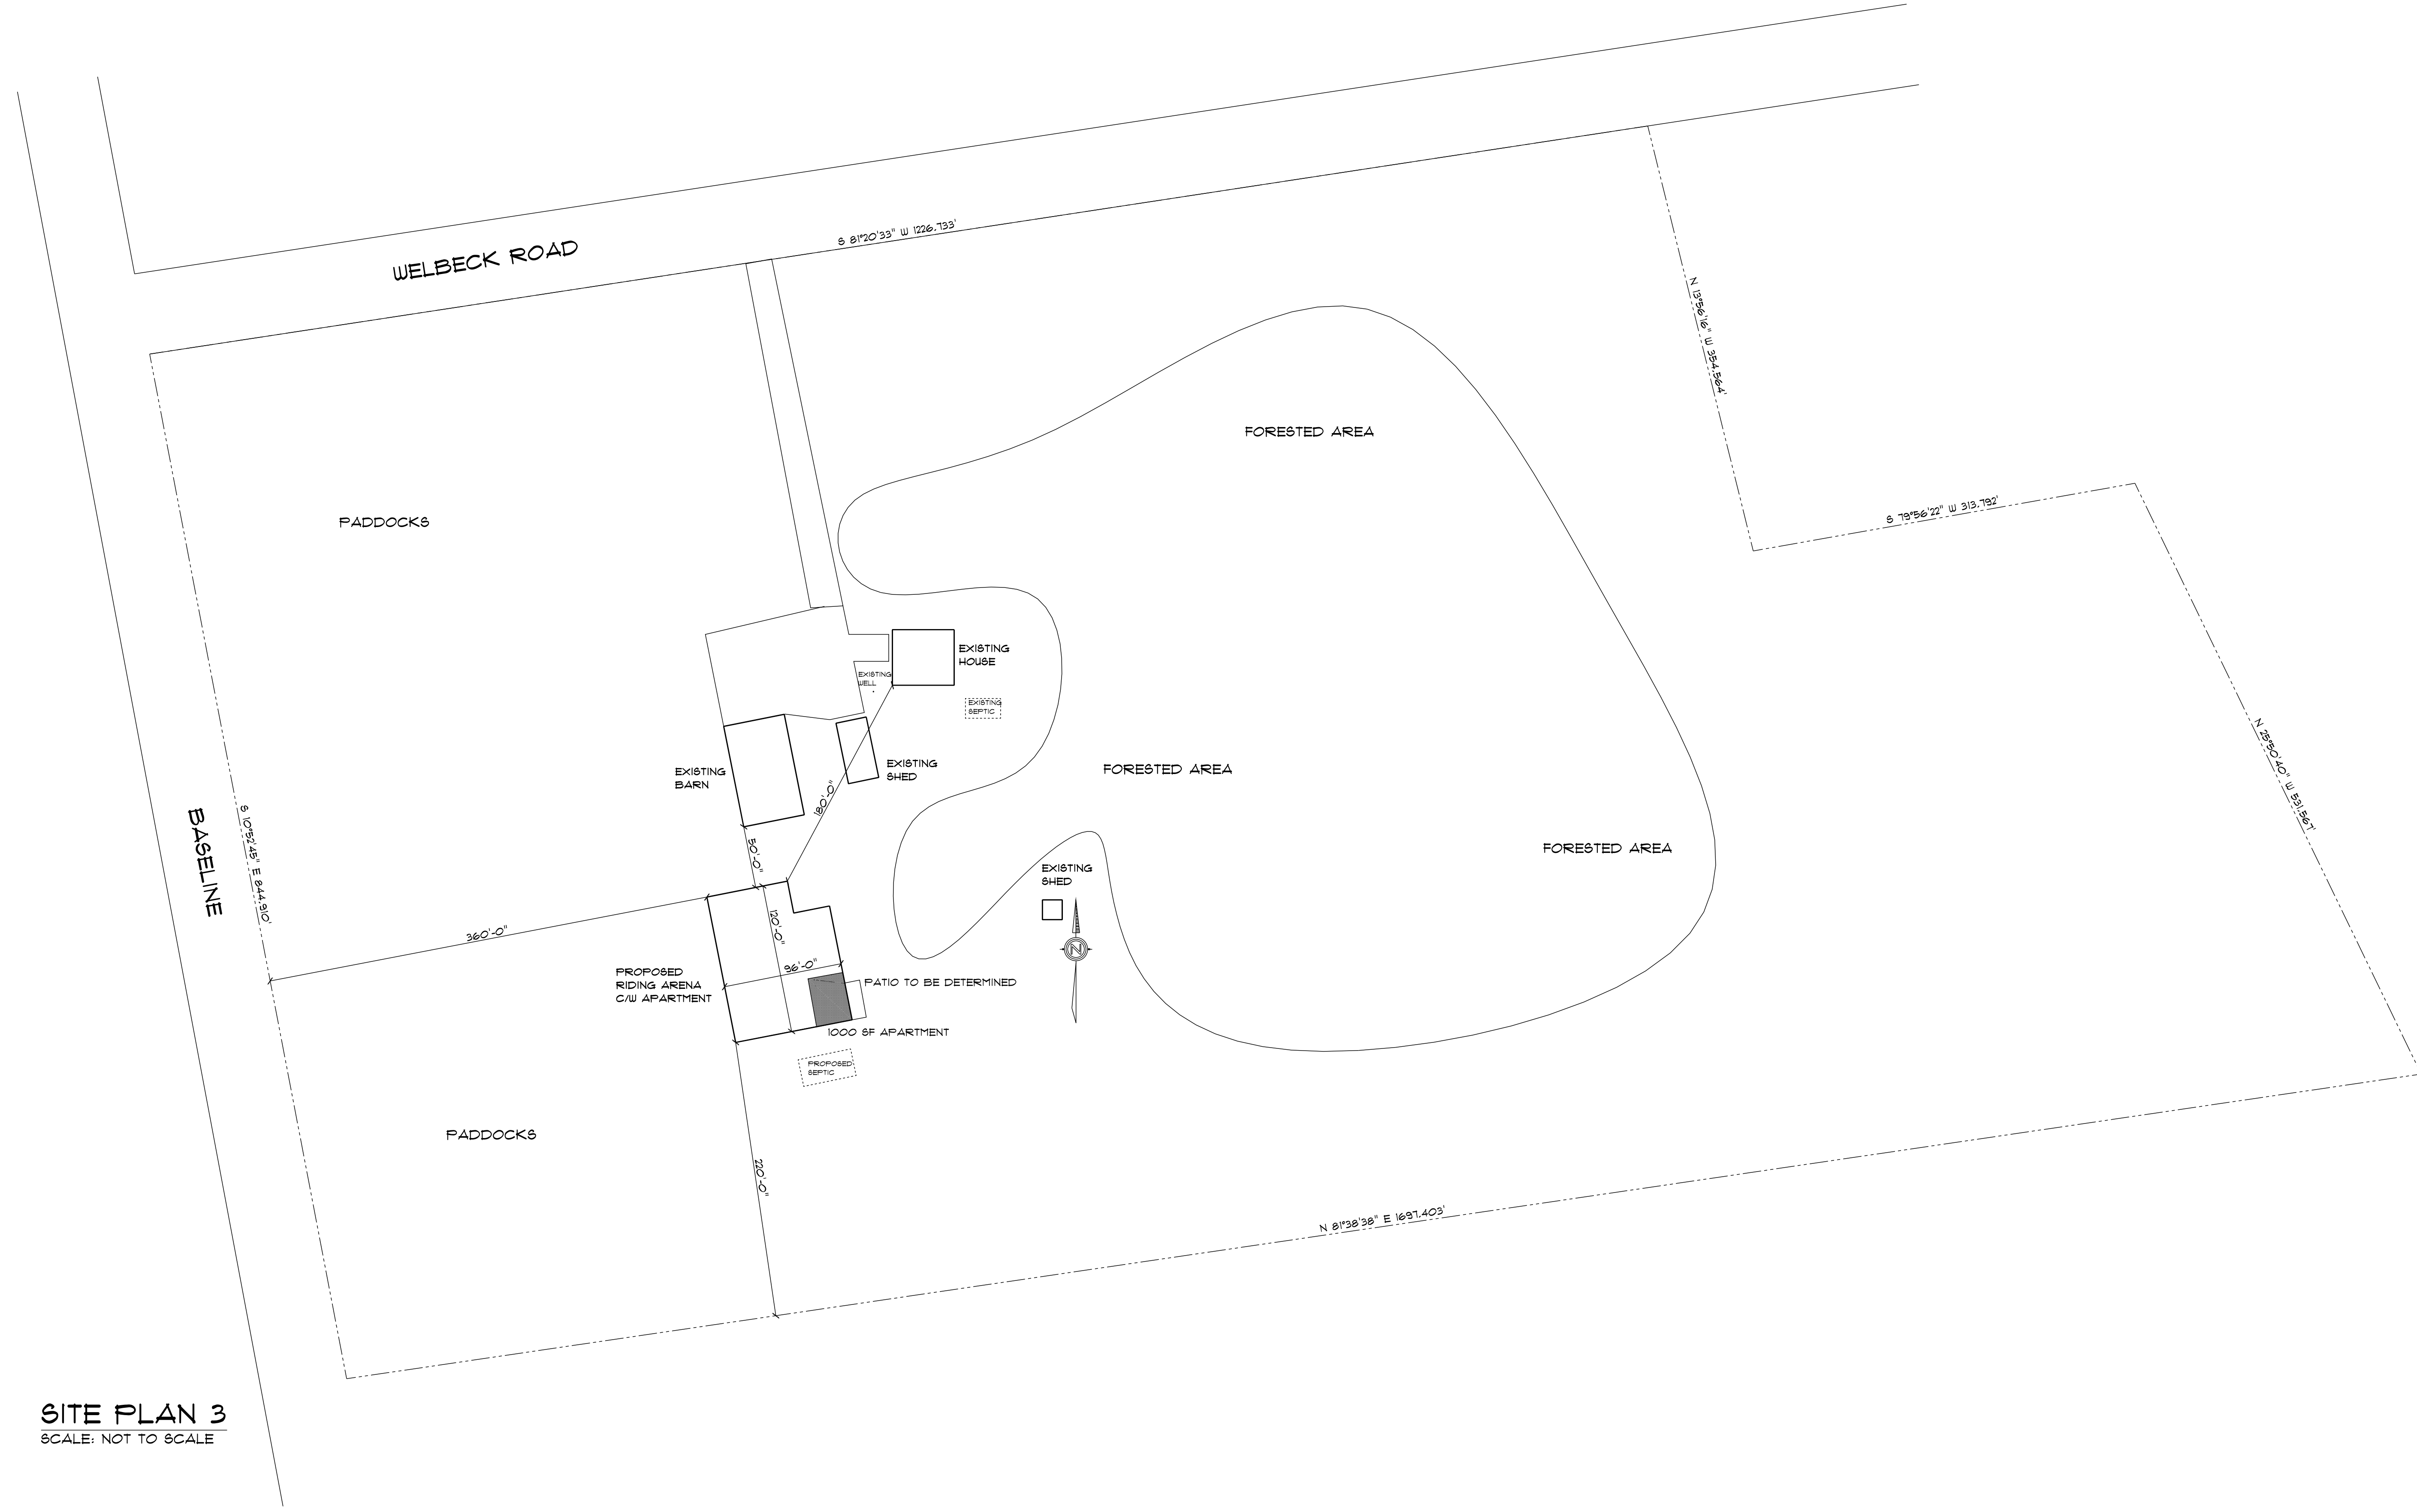 WELBECK ROAD
S 81°20'33" W 1226.733'
N 13°56'16" W 354.564'
FORESTED AREA
PADDOCKS
S 79°56'22" W 313.792'
EXISTING
HOUSE
EXISTING
WELL
EXISTING
SEPTIC
N 25°50'40" W 531.567'
EXISTING
BARN
EXISTING
SHED
FORESTED AREA
180'-0"
BASELINE
S 10°52'45" E 844.910'
50'-0"
FORESTED AREA
EXISTING
SHED
360'-0"
120'-0"
N
96'-0"
PROPOSED
RIDING ARENA
C/W APARTMENT
PATIO TO BE DETERMINED
1000 SF APARTMENT
PROPOSED
SEPTIC
PADDOCKS
220'-0"
N 81°38'38" E 1697.403'
SITE PLAN 3
SCALE: NOT TO SCALE